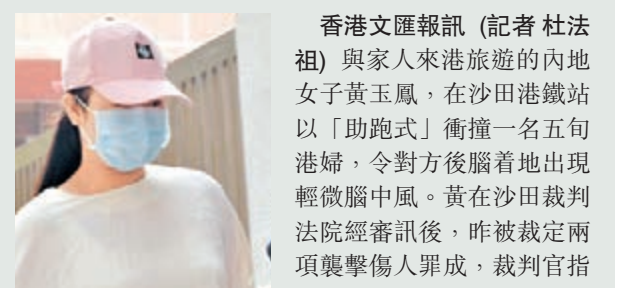 香港文匯報訊 (記者 杜法
祖) 與家人來港旅遊的內地
女子黃玉鳳，在沙田港鐵站
以「助跑式」衝撞一名五旬
港婦，令對方後腦着地出現
輕微腦中風。黃在沙田裁判
法院經審訊後，昨被裁定兩
項襲擊傷人罪成，裁判官指